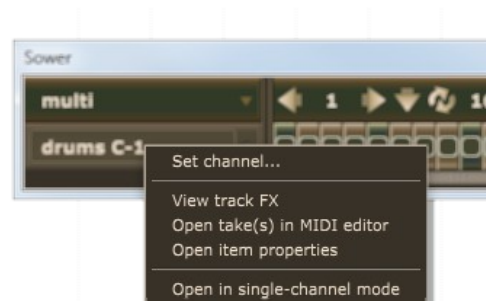 Sower
multi 1 10
drums C-1
Set channel...
View track FX
Open take(s) in MIDI editor
Open item properties
Open in single-channel mode